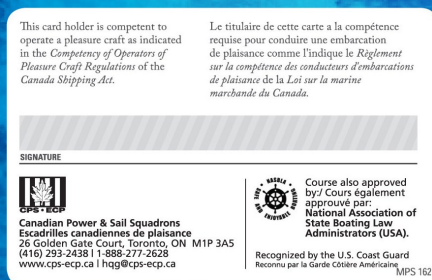 This card holder is competent to
operate a pleasure craft as indicated
in the Competency of Operators of
Pleasure Craft Regulations of the
Canada Shipping Act.
Le titulaire de cette carte a la compétence
requise pour conduire une embarcation
de plaisance comme l'indique le Règlement
sur la compétence des conducteurs d'embarcations
de plaisance de la Loi sur la marine
marchande du Canada.
SIGNATURE
CPS•ECP
Canadian Power & Sail Squadrons
Escadrilles canadiennes de plaisance
26 Golden Gate Court, Toronto, ON M1P 3A5
(416) 293-2438 | 1-888-277-2628
www.cps-ecp.ca | hqg@cps-ecp.ca
NASBLA
SAFE AND ENJOYABLE BOATING
Course also approved
by:/ Cours également
approuvé par:
National Association of
State Boating Law
Administrators (USA).
Recognized by the U.S. Coast Guard
Reconnu par la Garde Côtière Américaine
MPS 162